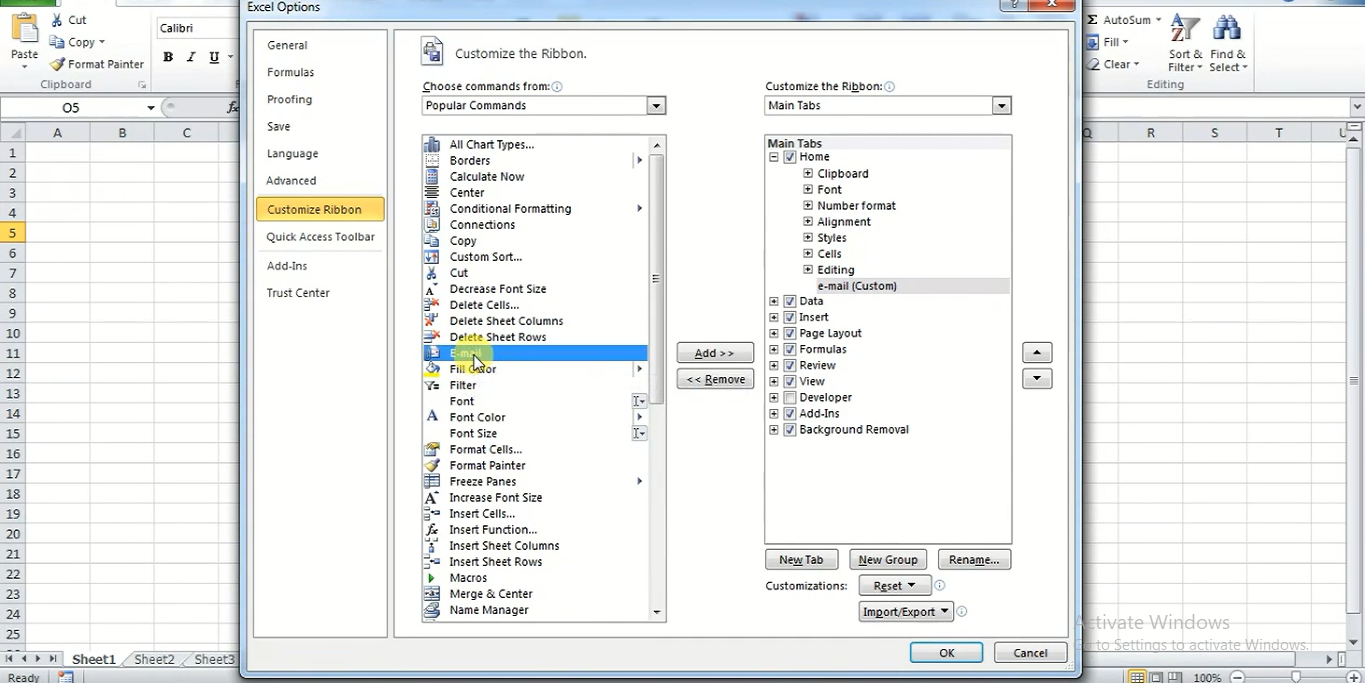 Excel Options
?
x
Paste
Cut
Copy
Format Painter
Clipboard
Calibri
B I U
AutoSum
Fill
Clear
Sort &
Filter
Find &
Select
Editing
O5
A B C
Q R S T U
1
2
3
4
5
6
7
8
9
10
11
12
13
14
15
16
17
18
19
20
21
22
23
24
25
General
Formulas
Proofing
Save
Language
Advanced
Customize Ribbon
Quick Access Toolbar
Add-Ins
Trust Center
Customize the Ribbon.
Choose commands from:
Popular Commands
All Chart Types...
Borders
Calculate Now
Center
Conditional Formatting
Connections
Copy
Custom Sort...
Cut
Decrease Font Size
Delete Cells...
Delete Sheet Columns
Delete Sheet Rows
E-mail
Fill Color
Filter
Font
Font Color
Font Size
Format Cells...
Format Painter
Freeze Panes
Increase Font Size
Insert Cells...
Insert Function...
Insert Sheet Columns
Insert Sheet Rows
Macros
Merge & Center
Name Manager
Add >>
<< Remove
Customize the Ribbon:
Main Tabs
Main Tabs
Home
Clipboard
Font
Number format
Alignment
Styles
Cells
Editing
e-mail (Custom)
Data
Insert
Page Layout
Formulas
Review
View
Developer
Add-Ins
Background Removal
New Tab
New Group
Rename...
Customizations:
Reset
Import/Export
OK
Cancel
Activate Windows
Go to Settings to activate Windows.
Sheet1 Sheet2 Sheet3
Ready
100%